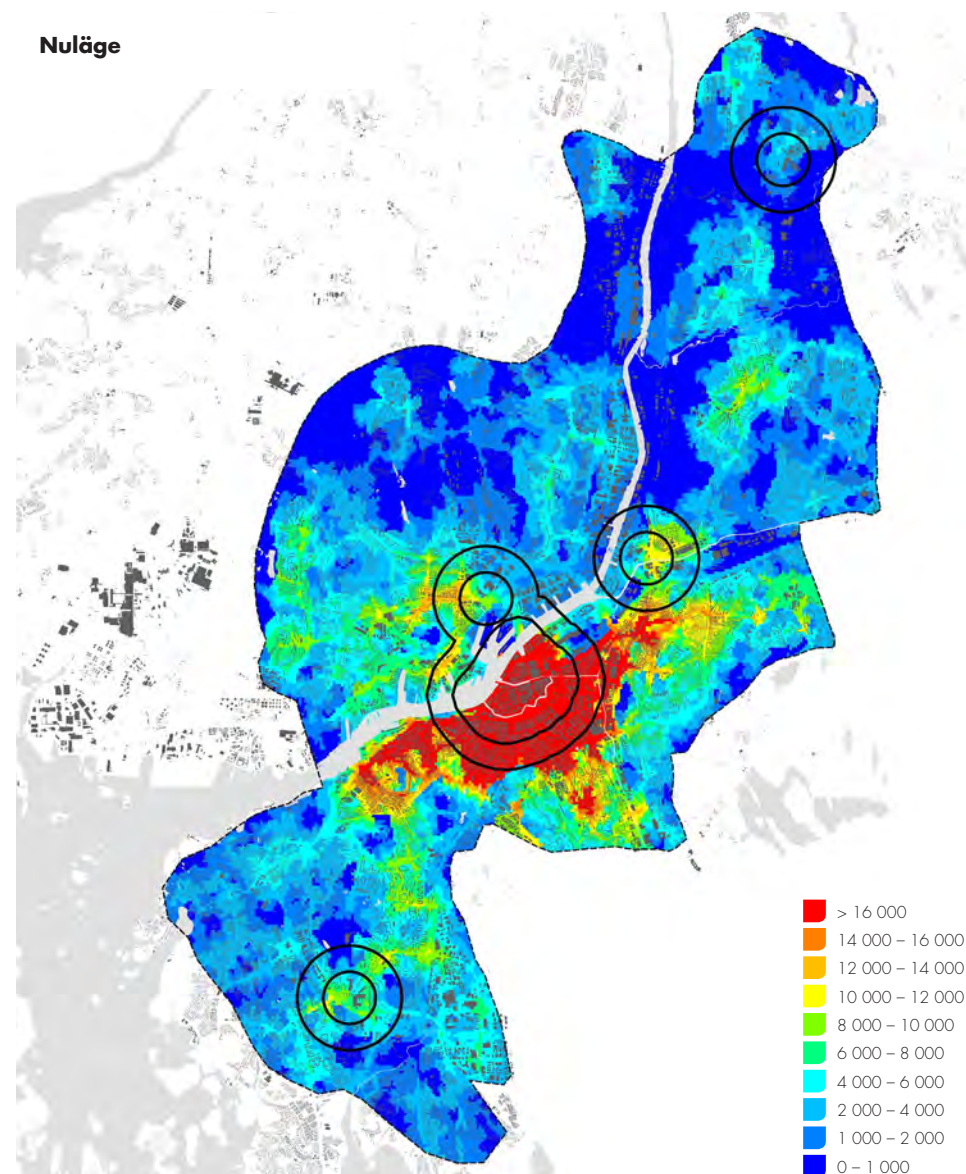 Nuläge
> 16 000
14 000 – 16 000
12 000 – 14 000
10 000 – 12 000
8 000 – 10 000
6 000 – 8 000
4 000 – 6 000
2 000 – 4 000
1 000 – 2 000
0 – 1 000